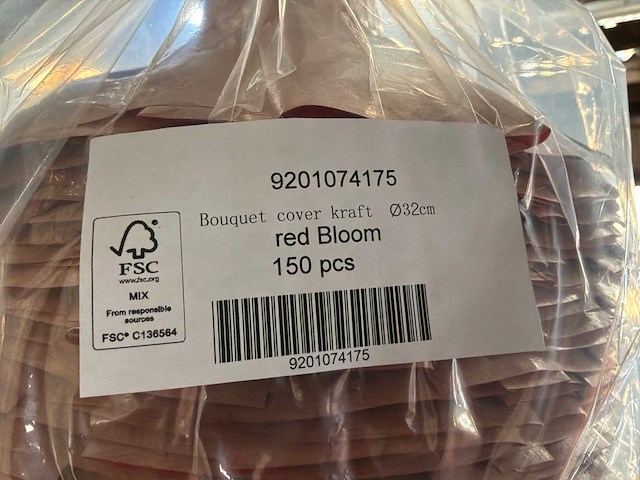 9201074175
Bouquet cover kraft Ø32cm
red Bloom
150 pcs
FSC
www.fsc.org
MIX
From responsible
sources
FSC® C136564
9201074175